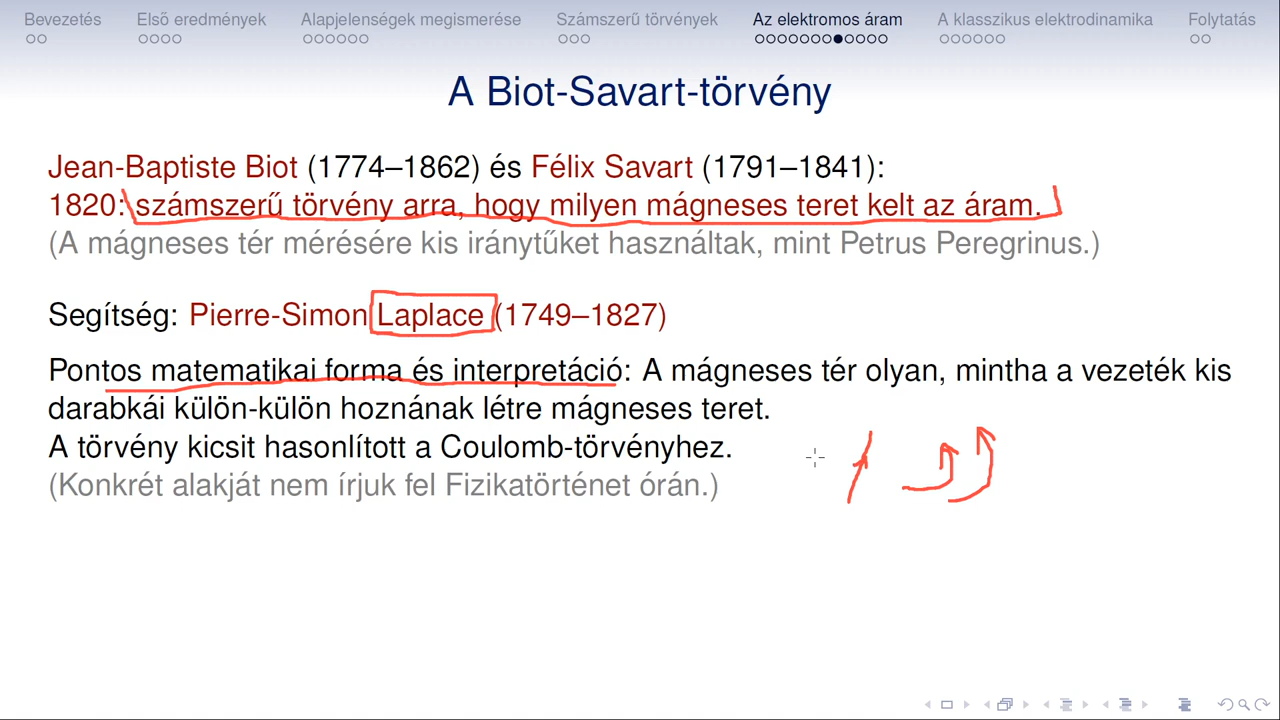 Bevezetés Első eredmények Alapjelenségek megismerése Számszerű törvények Az elektromos áram A klasszikus elektrodinamika Folytatás
A Biot-Savart-törvény
Jean-Baptiste Biot (1774–1862) és Félix Savart (1791–1841):
1820: számszerű törvény arra, hogy milyen mágneses teret kelt az áram.
(A mágneses tér mérésére kis iránytűket használtak, mint Petrus Peregrinus.)
Segítség: Pierre-Simon Laplace (1749–1827)
Pontos matematikai forma és interpretáció: A mágneses tér olyan, mintha a vezeték kis
darabkái külön-külön hoznának létre mágneses teret.
A törvény kicsit hasonlított a Coulomb-törvényhez.
(Konkrét alakját nem írjuk fel Fizikatörténet órán.)